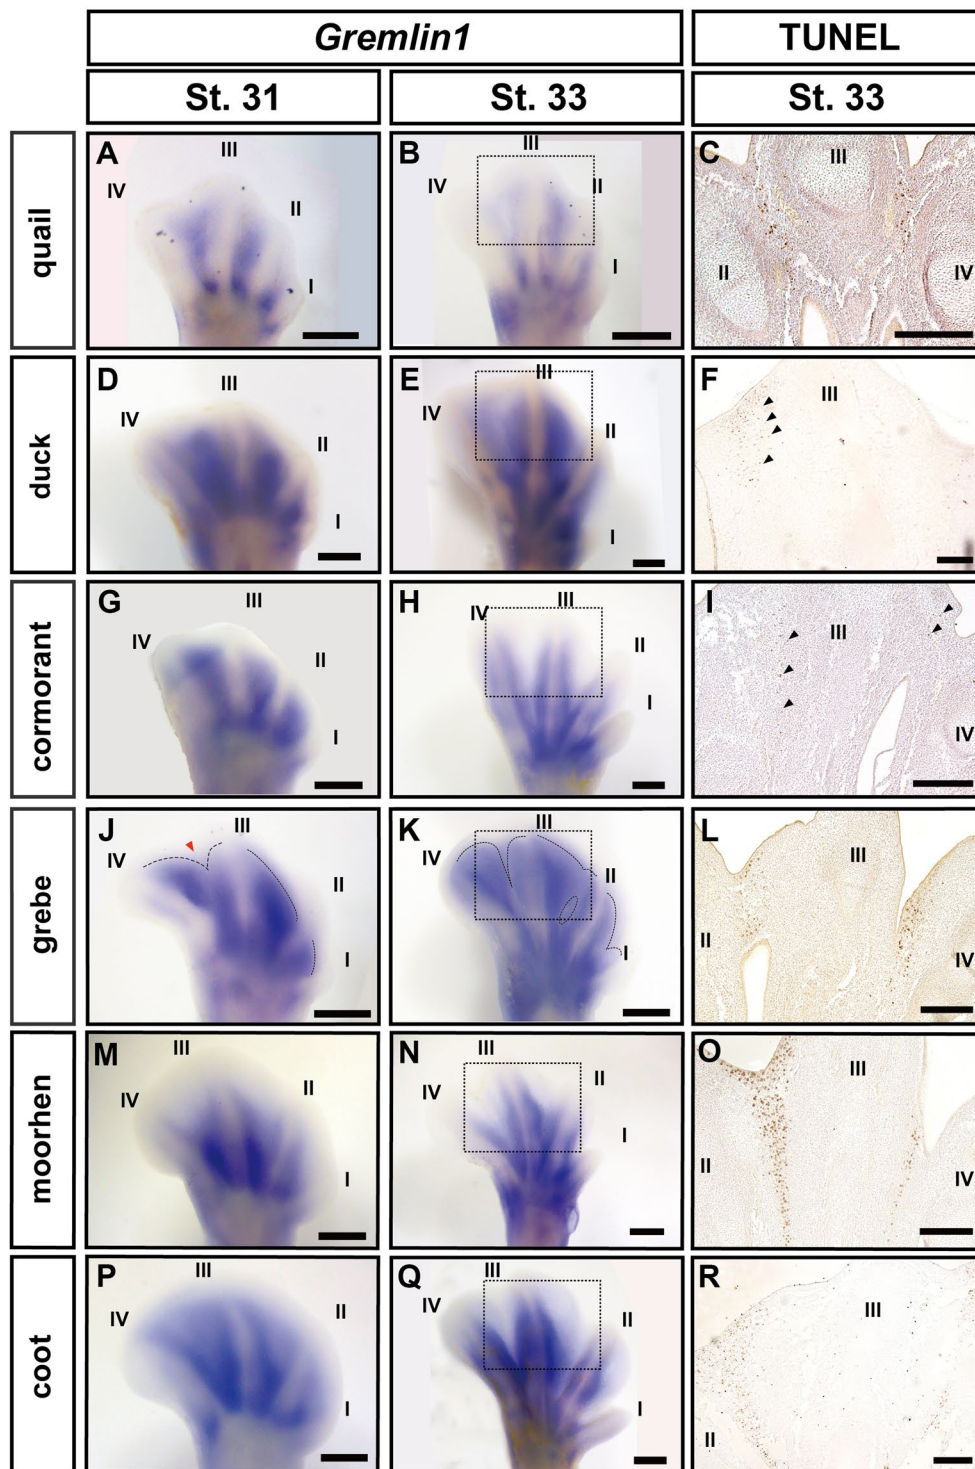 Gremlin1 TUNEL
St. 31 St. 33 St. 33
quail
A III IV II I
B III IV II I
C III II IV
duck
D III IV II I
E III IV II I
F III
cormorant
G III IV II I
H III IV II I
I III IV
grebe
J III IV II I
K III IV II I
L III II IV
moorhen
M III IV II I
N III IV II I
O III II IV
coot
P III IV II I
Q III IV II I
R III II